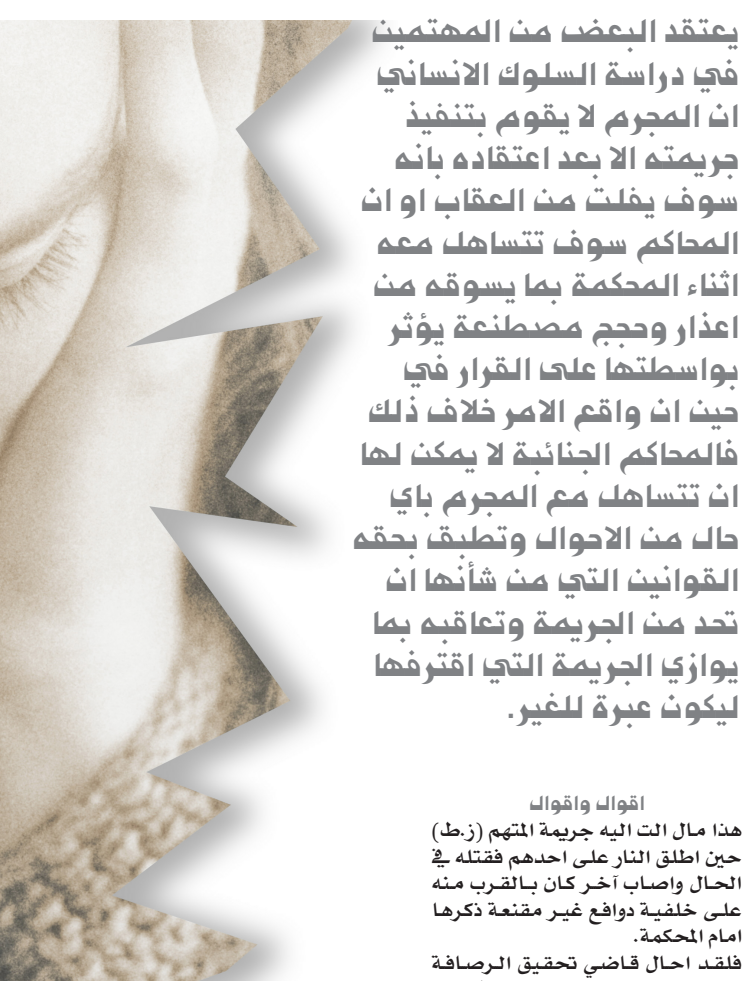 يعتقد البعض من المهتمين
في دراسة السلوك الانساني
ان المجرم لا يقوم بتنفيذ
جريمته الا بعد اعتقاده بانه
سوف يفلت من العقاب او ان
المحاكم سوف تتساهل معه
اثناء المحكمة بما يسوقه من
اعذار وحجج مصطنعة يؤثر
بواسطتها على القرار في
حين ان واقع الامر خلاف ذلك
فالمحاكم الجنائية لا يمكن لها
ان تتساهل مع المجرم باي
حال من الاحوال وتطبق بحقه
القوانين التي من شأنها ان
تحد من الجريمة وتعاقبه بما
يوازي الجريمة التي اقترفها
ليكون عبرة للغير.
اقوال واقوال
هذا مال الت اليه جريمة المتهم (ز.ط)
حين اطلق النار على احدهم فقتله في
الحال واصاب آخر كان بالقرب منه
على خلفية دوافع غير مقنعة ذكرها
امام المحكمة.
فلقد احال قاضي تحقيق الرصافة